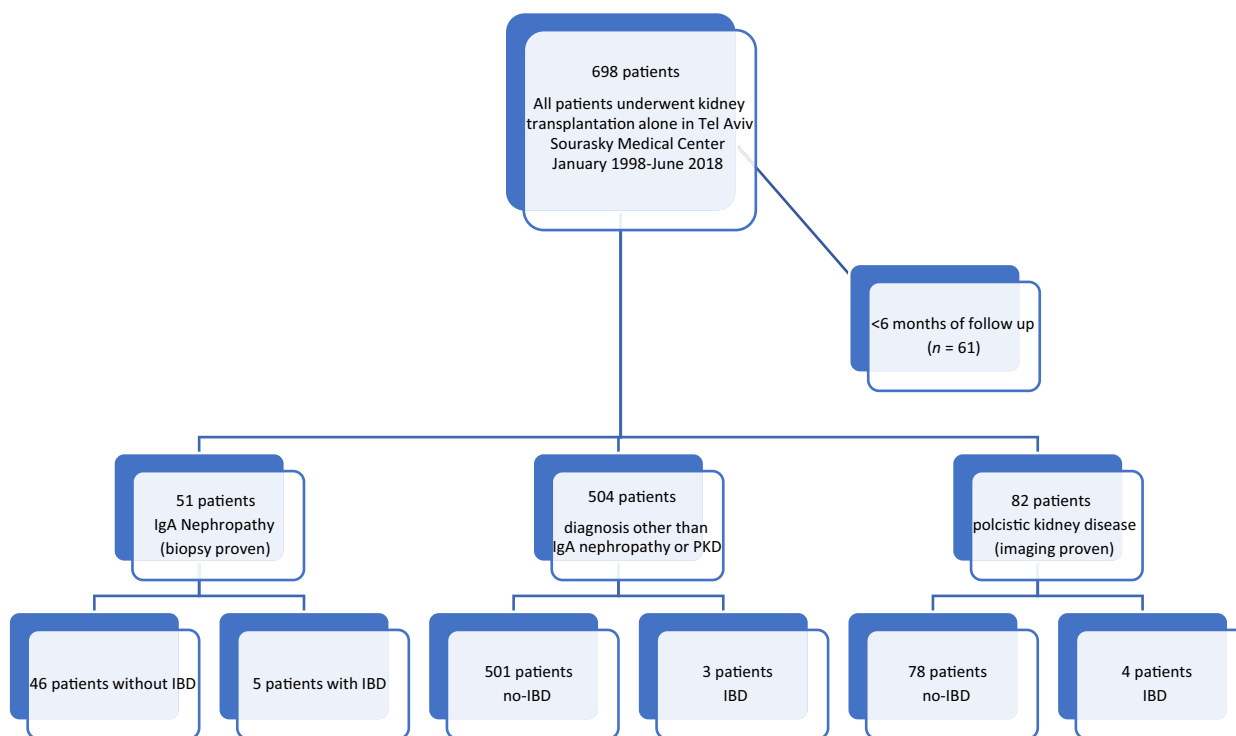 698 patients
All patients underwent kidney
transplantation alone in Tel Aviv
Sourasky Medical Center
January 1998-June 2018
<6 months of follow up
(n = 61)
51 patients
IgA Nephropathy
(biopsy proven)
504 patients
diagnosis other than
IgA nephropathy or PKD
82 patients
polcistic kidney disease
(imaging proven)
46 patients without IBD
5 patients with IBD
501 patients
no-IBD
3 patients
IBD
78 patients
no-IBD
4 patients
IBD